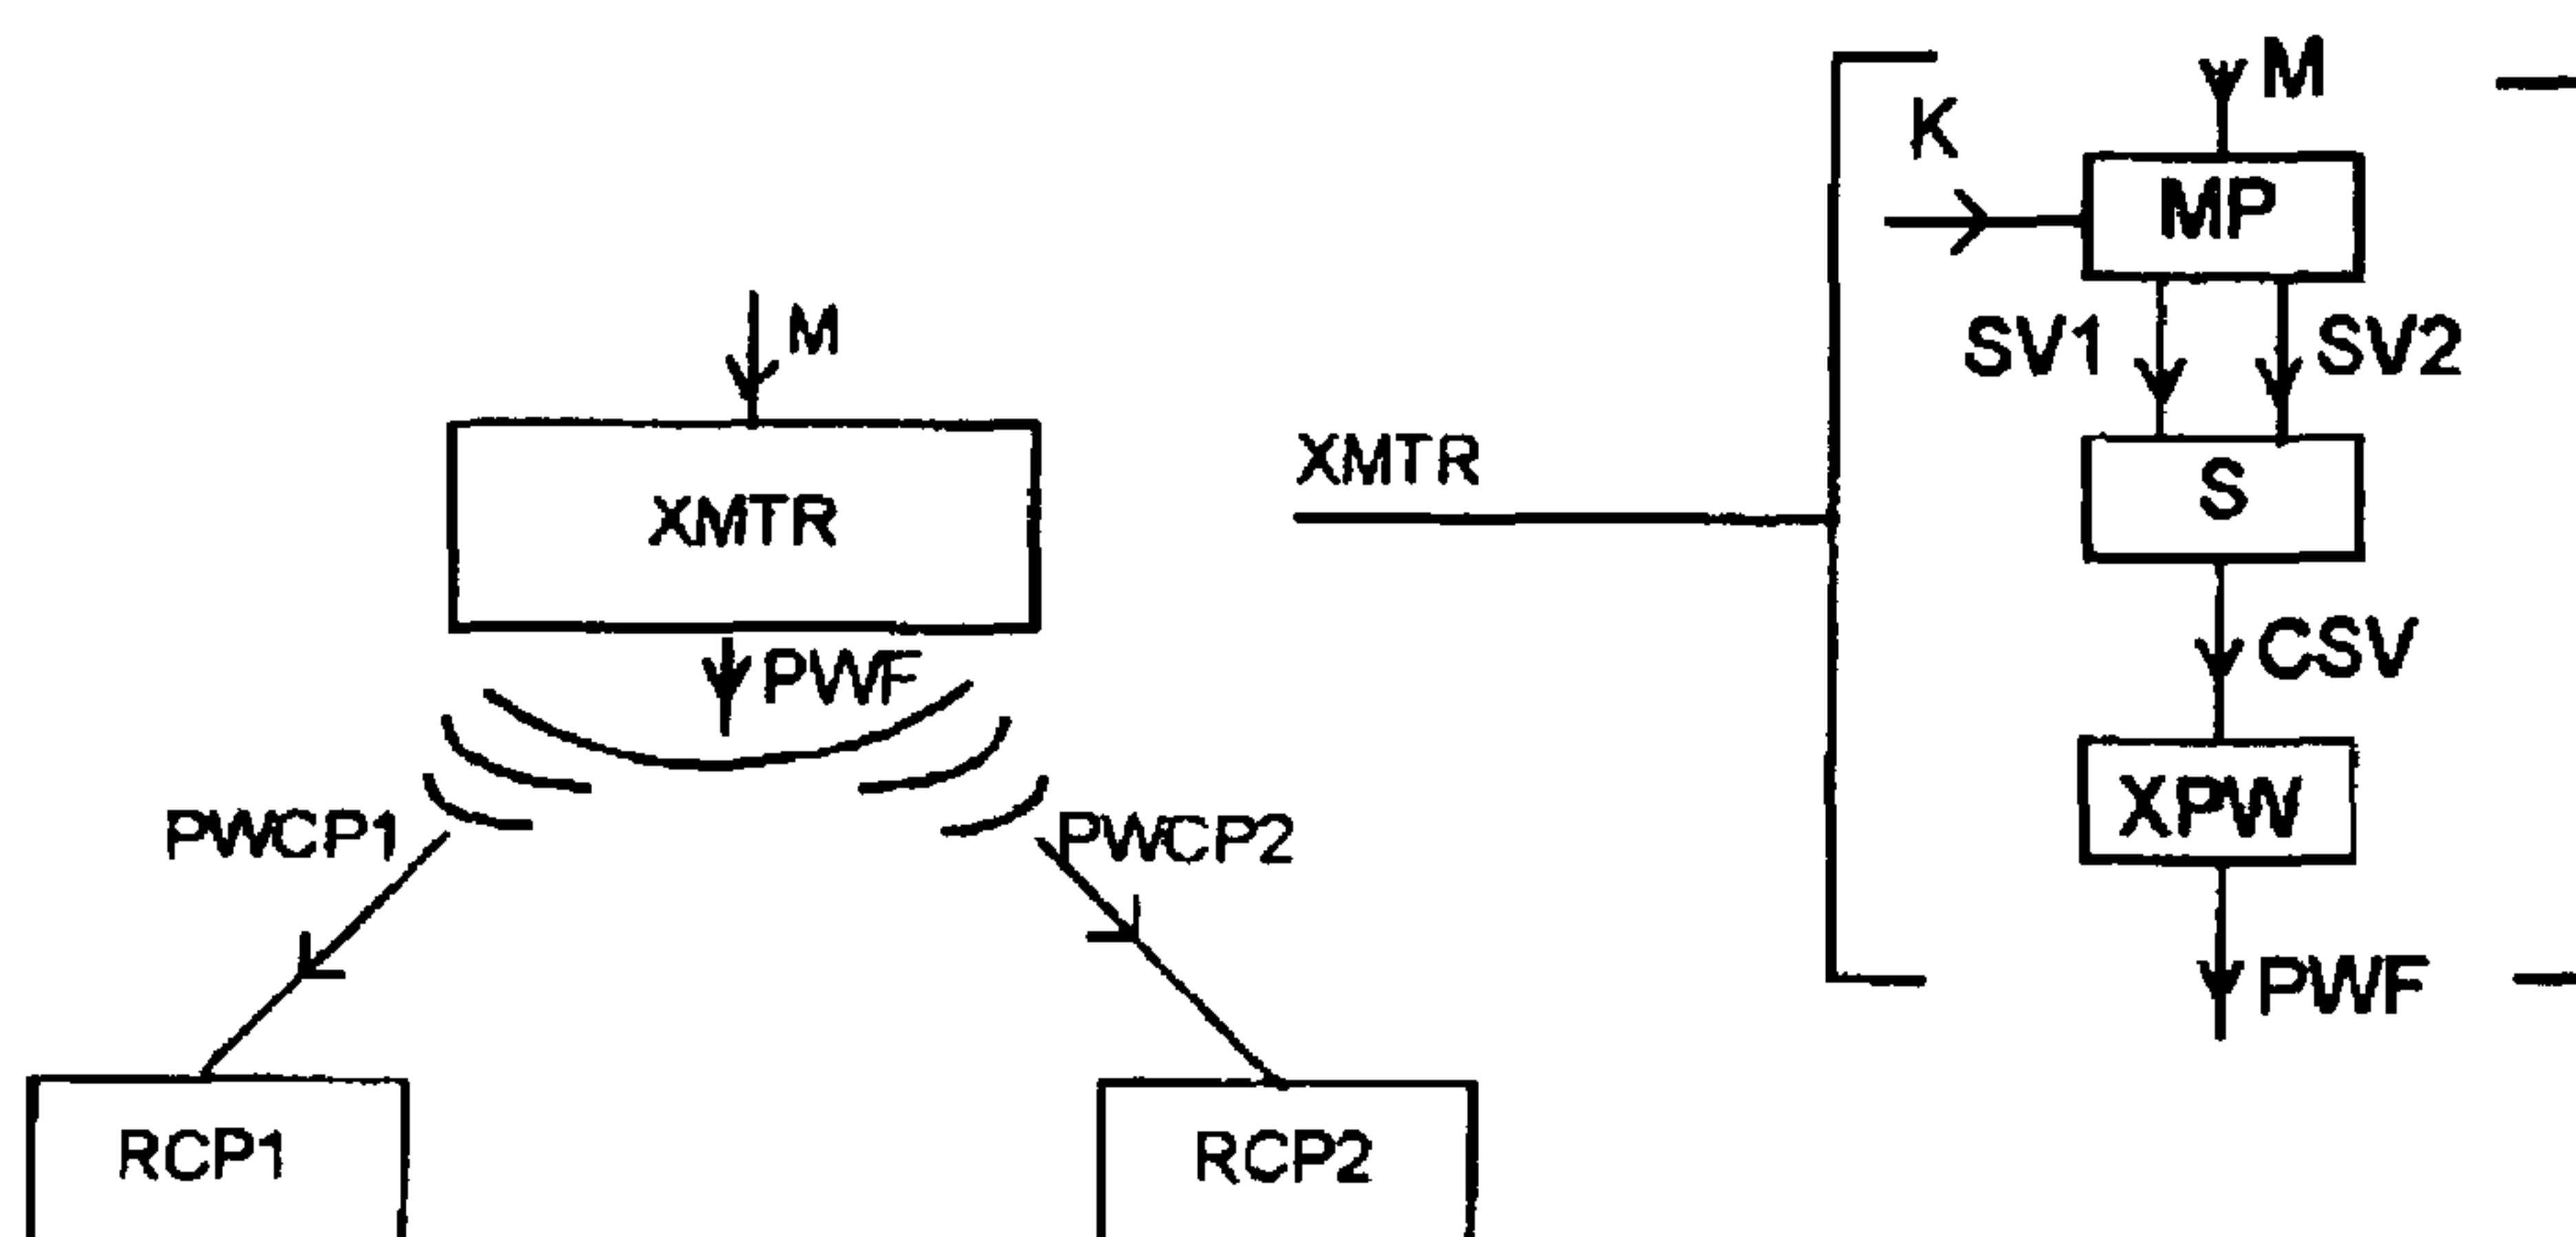 M
XMTR
PWF
PWCP1
PWCP2
RCP1
RCP2
XMTR
M
K
MP
SV1
SV2
S
CSV
XPW
PWF